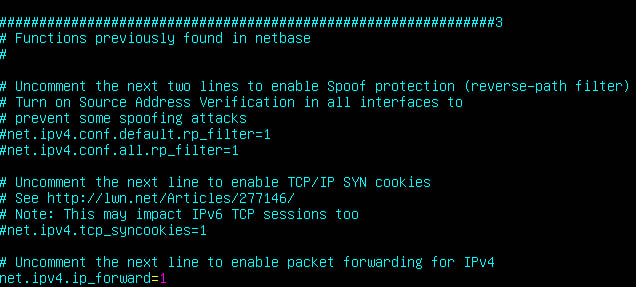 ##############################################################3
# Functions previously found in netbase
#
# Uncomment the next two lines to enable Spoof protection (reverse-path filter)
# Turn on Source Address Verification in all interfaces to
# prevent some spoofing attacks
#net.ipv4.conf.default.rp_filter=1
#net.ipv4.conf.all.rp_filter=1
# Uncomment the next line to enable TCP/IP SYN cookies
# See http://lwn.net/Articles/277146/
# Note: This may impact IPv6 TCP sessions too
#net.ipv4.tcp_syncookies=1
# Uncomment the next line to enable packet forwarding for IPv4
net.ipv4.ip_forward=1